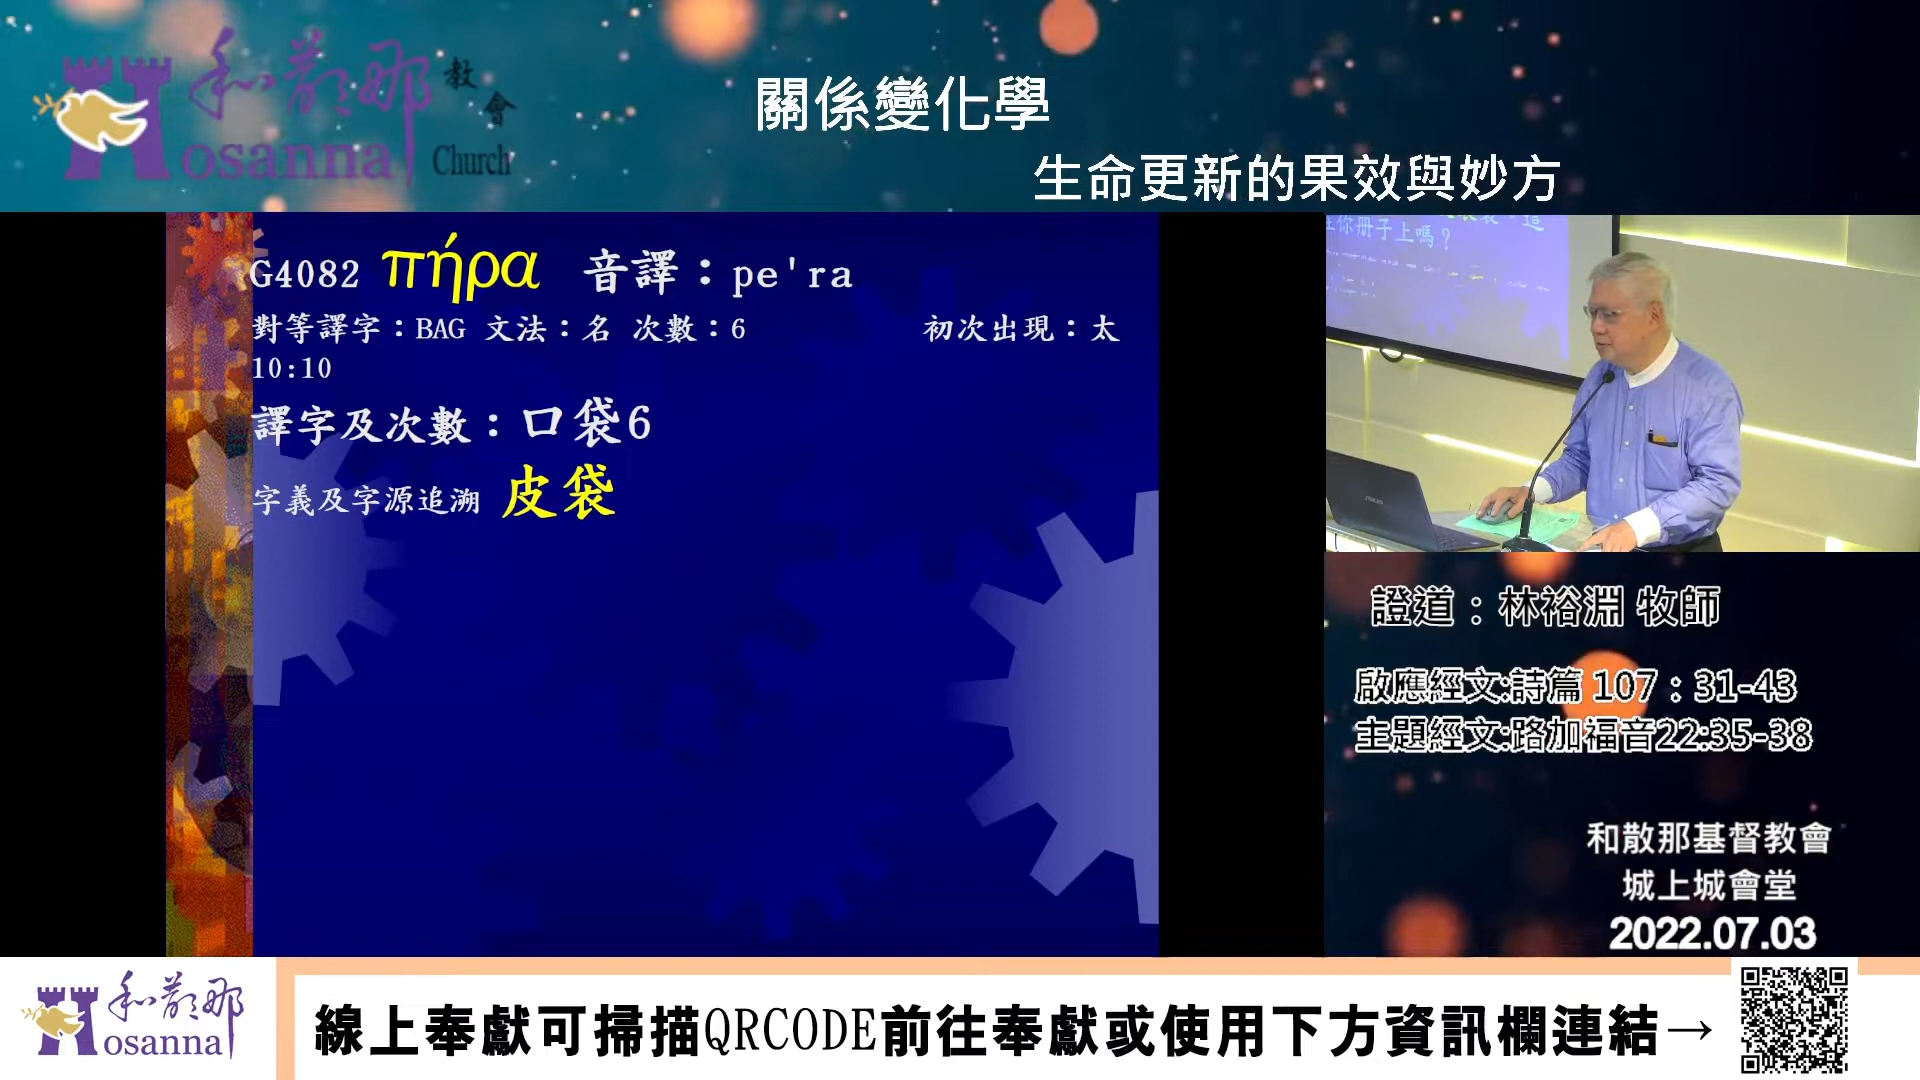 和散那教會
Hosanna Church
關係變化學
生命更新的果效與妙方
G4082 πήρα 音譯：pe'ra
對等譯字：BAG 文法：名 次數：6 初次出現：太
10:10
譯字及次數：口袋6
字義及字源追溯 皮袋
你册子上嗎？
證道：林裕淵 牧師
啟應經文:詩篇 107：31-43
主題經文:路加福音22:35-38
和散那基督教會
城上城會堂
2022.07.03
和散那
Hosanna
線上奉獻可掃描QRCODE前往奉獻或使用下方資訊欄連結→